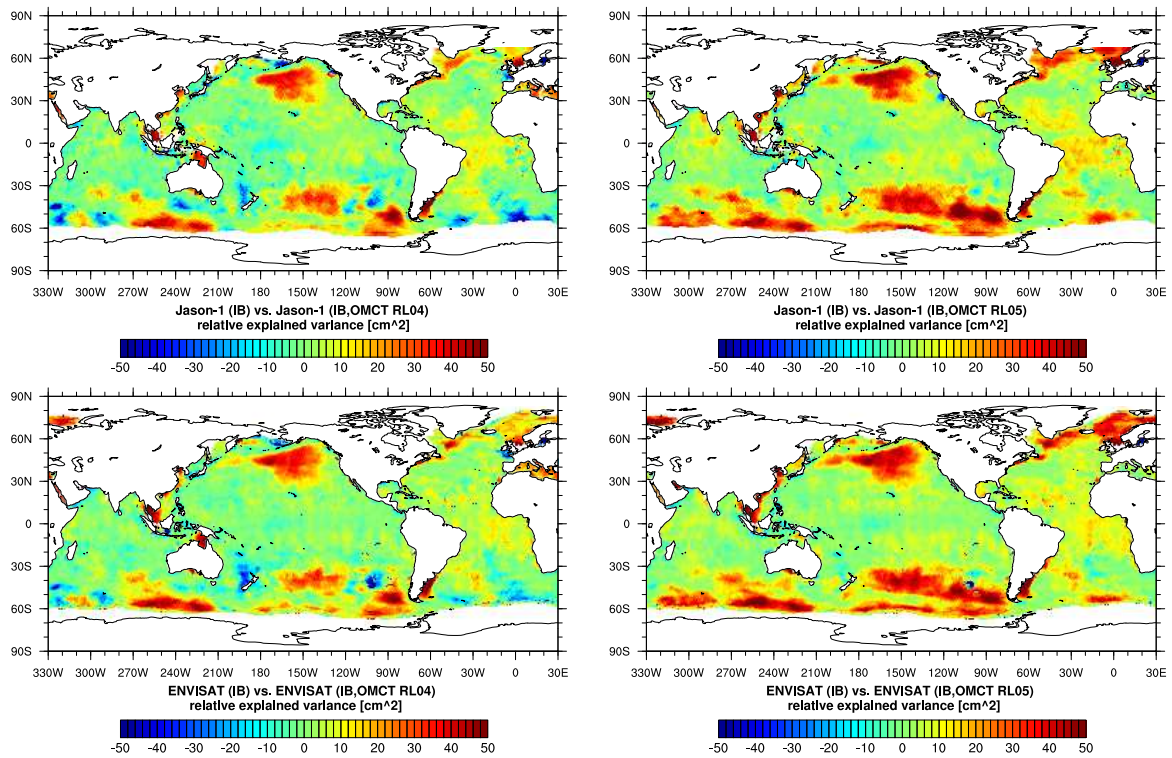 90N 90N
60N 60N
30N 30N
0 0
30S 30S
60S 60S
90S 90S
330W 300W 270W 240W 210W 180 150W 120W 90W 60W 30W 0 30E 330W 300W 270W 240W 210W 180 150W 120W 90W 60W 30W 0 30E
Jason-1 (IB) vs. Jason-1 (IB,OMCT RL04) Jason-1 (IB) vs. Jason-1 (IB,OMCT RL05)
relative explained variance [cm^2] relative explained variance [cm^2]
-50 -40 -30 -20 -10 0 10 20 30 40 50 -50 -40 -30 -20 -10 0 10 20 30 40 50
90N 90N
60N 60N
30N 30N
0 0
30S 30S
60S 60S
90S 90S
330W 300W 270W 240W 210W 180 150W 120W 90W 60W 30W 0 30E 330W 300W 270W 240W 210W 180 150W 120W 90W 60W 30W 0 30E
ENVISAT (IB) vs. ENVISAT (IB,OMCT RL04) ENVISAT (IB) vs. ENVISAT (IB,OMCT RL05)
relative explained variance [cm^2] relative explained variance [cm^2]
-50 -40 -30 -20 -10 0 10 20 30 40 50 -50 -40 -30 -20 -10 0 10 20 30 40 50